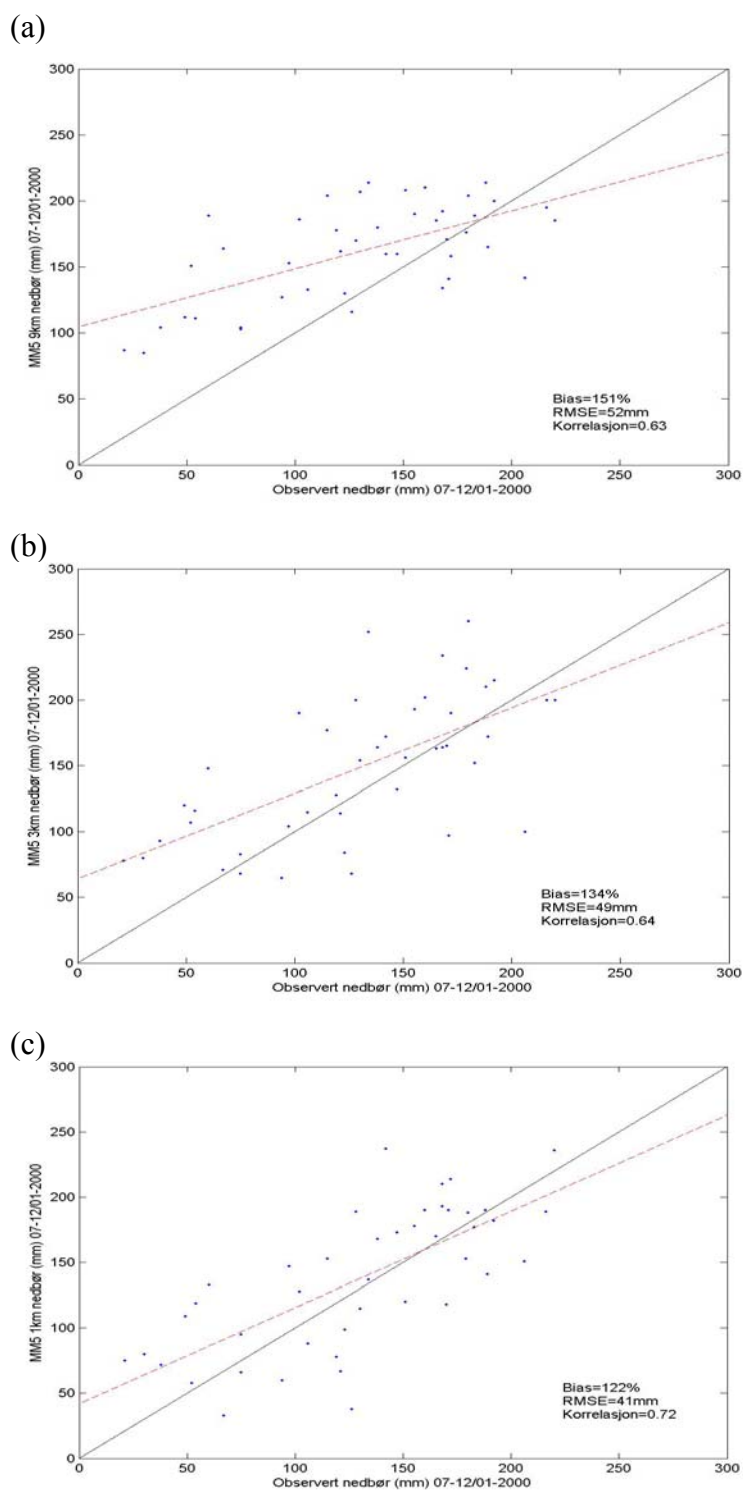 (a)
300
250
200
150
100
50
0
MM5 9km nedbør (mm) 07-12/01-2000
Bias=151%
RMSE=52mm
Korrelasjon=0.63
0 50 100 150 200 250 300
Observert nedbør (mm) 07-12/01-2000
(b)
300
250
200
150
100
50
0
MM5 3km nedbør (mm) 07-12/01-2000
Bias=134%
RMSE=49mm
Korrelasjon=0.64
0 50 100 150 200 250 300
Observert nedbør (mm) 07-12/01-2000
(c)
300
250
200
150
100
50
0
MM5 1km nedbør (mm) 07-12/01-2000
Bias=122%
RMSE=41mm
Korrelasjon=0.72
0 50 100 150 200 250 300
Observert nedbør (mm) 07-12/01-2000